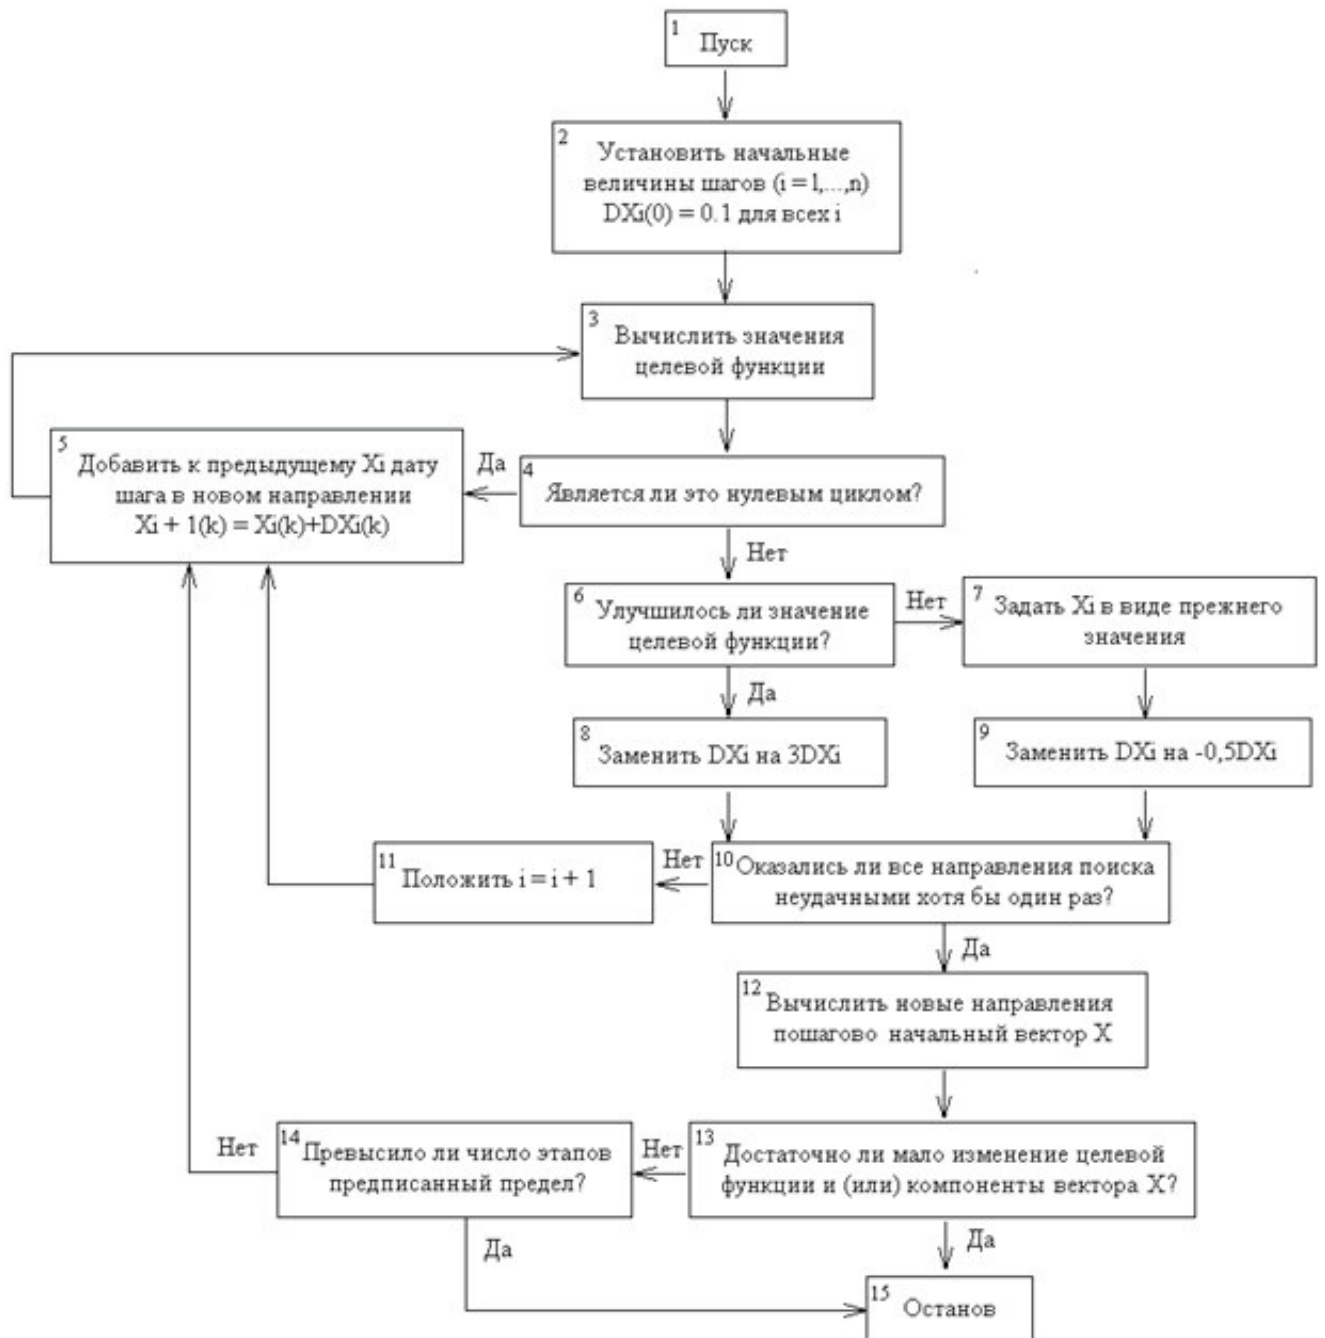 1
Пуск
2
Установить начальные
величины шагов (i = 1,...,n)
DXi(0) = 0.1 для всех i
3
Вычислить значения
целевой функции
5
Добавить к предыдущему Xi дату
шага в новом направлении
Xi + 1(k) = Xi(k)+DXi(k)
Да
4
Является ли это нулевым циклом?
Нет
6
Улучшилось ли значение
целевой функции?
Нет
7
Задать Xi в виде прежнего
значения
Да
8
Заменить DXi на 3DXi
9
Заменить DXi на -0,5DXi
11
Положить i = i + 1
Нет
10
Оказались ли все направления поиска
неудачными хотя бы один раз?
Да
12
Вычислить новые направления
пошагово начальный вектор X
Нет
14
Превысило ли число этапов
предписанный предел?
Нет
13
Достаточно ли мало изменение целевой
функции и (или) компоненты вектора X?
Да
Да
15
Останов